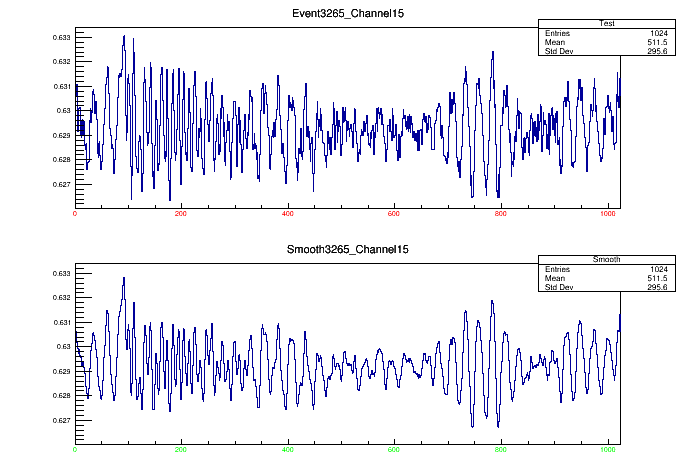 Event3265_Channel15
Test
Entries 1024
Mean 511.5
Std Dev 295.6
0.633
0.632
0.631
0.63
0.629
0.628
0.627
0 200 400 600 800 1000
Smooth3265_Channel15
Smooth
Entries 1024
Mean 511.5
Std Dev 295.6
0.633
0.632
0.631
0.63
0.629
0.628
0.627
0 200 400 600 800 1000